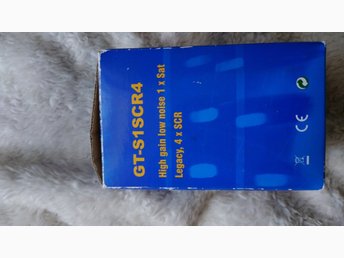 GT-S1SCR4
High gain low noise 1 x Sat
Legacy, 4 x SCR
CE